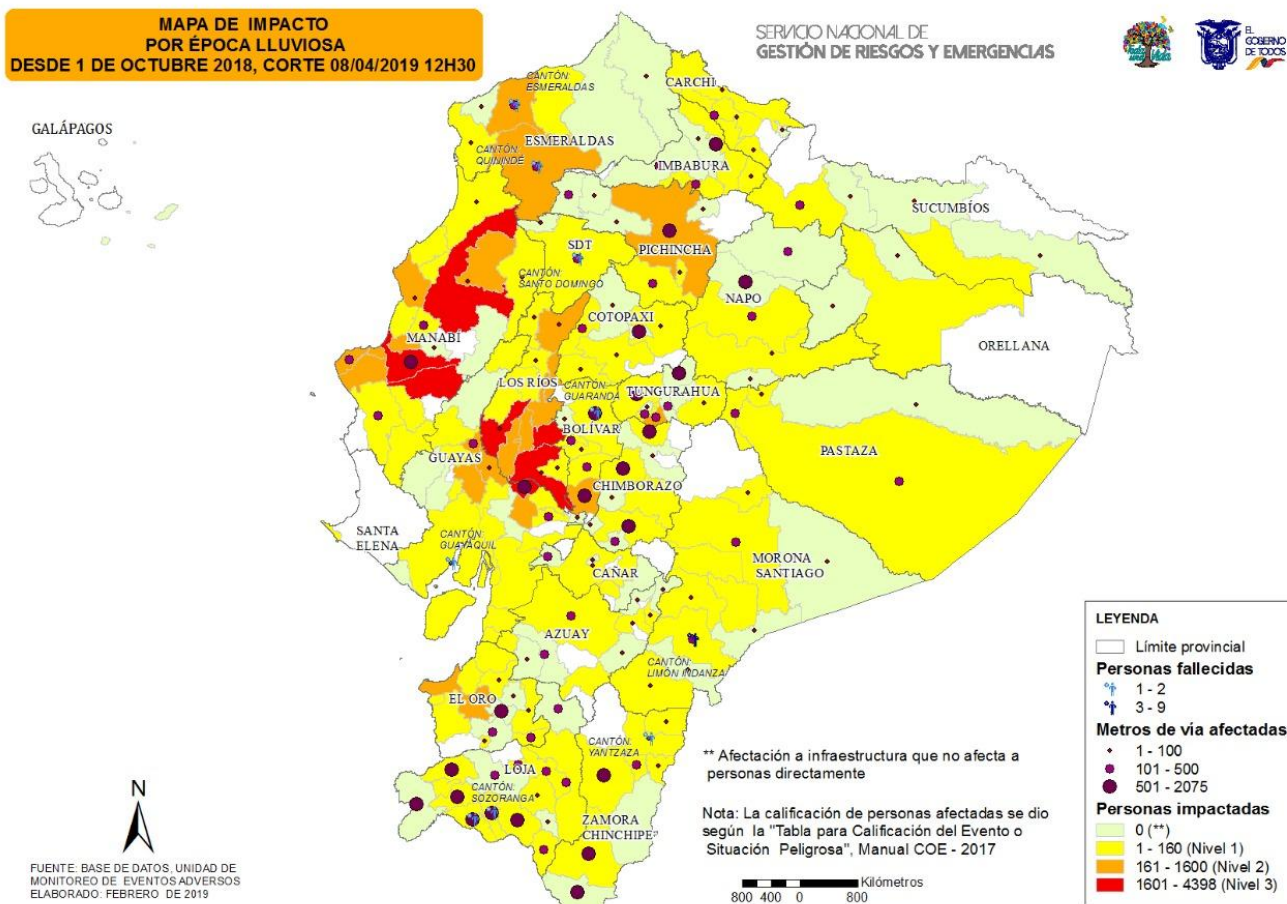 MAPA DE IMPACTO
POR ÉPOCA LLUVIOSA
DESDE 1 DE OCTUBRE 2018, CORTE 08/04/2019 12H30
SERVICIO NACIONAL DE
GESTIÓN DE RIESGOS Y EMERGENCIAS
toda una vida
EL
GOBIERNO
DE TODOS
GALÁPAGOS
CANTÓN:
ESMERALDAS
CARCHI
ESMERALDAS
CANTÓN:
QUININDÉ
IMBABURA
SUCUMBÍOS
SDT
PICHINCHA
CANTÓN:
SANTO DOMINGO
NAPO
COTOPAXI
MANABÍ
ORELLANA
LOS RÍOS
CANTÓN:
GUARANDA
TUNGURAHUA
BOLÍVAR
GUAYAS
PASTAZA
CHIMBORAZO
SANTA
ELENA
CANTÓN:
GUAYAQUIL
MORONA
SANTIAGO
CAÑAR
AZUAY
CANTÓN:
LIMÓN INDANZA
EL ORO
CANTÓN:
YANTZAZA
LOJA
CANTÓN:
SOZORANGA
ZAMORA
CHINCHIPE
** Afectación a infraestructura que no afecta a
personas directamente
Nota: La calificación de personas afectadas se dio
según la "Tabla para Calificación del Evento o
Situación Peligrosa", Manual COE - 2017
Kilómetros
800 400 0 800
N
FUENTE: BASE DE DATOS, UNIDAD DE
MONITOREO DE EVENTOS ADVERSOS
ELABORADO: FEBRERO DE 2019
LEYENDA
Límite provincial
Personas fallecidas
1 - 2
3 - 9
Metros de vía afectadas
1 - 100
101 - 500
501 - 2075
Personas impactadas
0 (**)
1 - 160 (Nivel 1)
161 - 1600 (Nivel 2)
1601 - 4398 (Nivel 3)